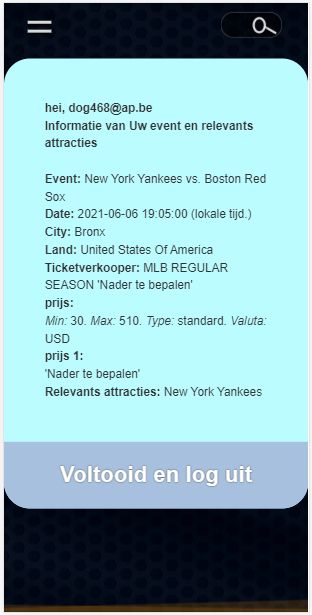 hei, dog468@ap.be
Informatie van Uw event en relevants
attracties
Event: New York Yankees vs. Boston Red
Sox
Date: 2021-06-06 19:05:00 (lokale tijd.)
City: Bronx
Land: United States Of America
Ticketverkooper: MLB REGULAR
SEASON 'Nader te bepalen'
prijs:
Min: 30. Max: 510. Type: standard. Valuta:
USD
prijs 1:
'Nader te bepalen'
Relevants attracties: New York Yankees
Voltooid en log uit